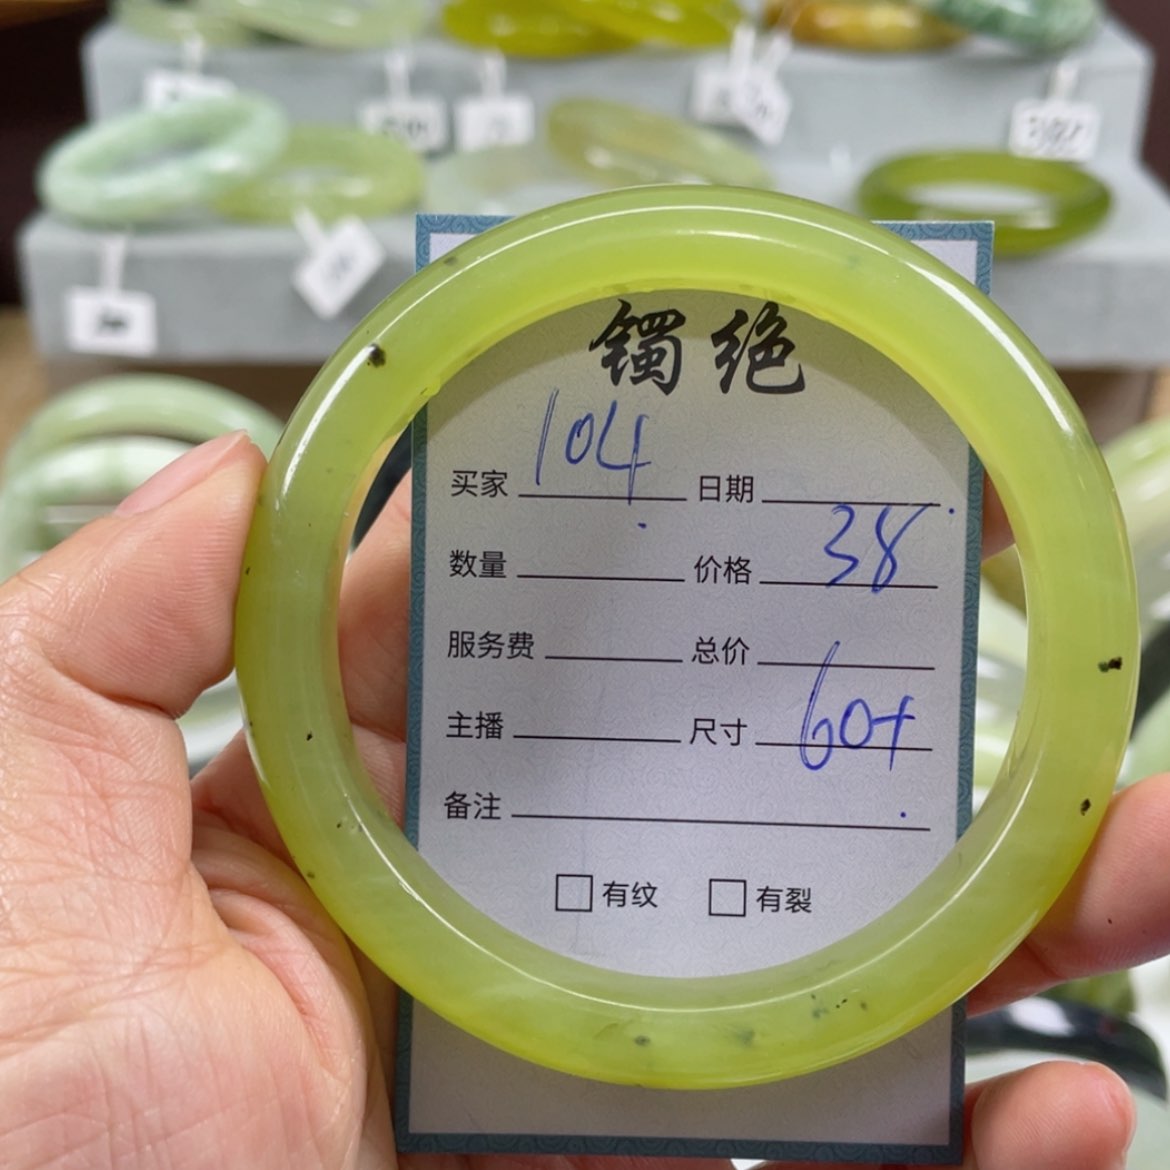 镯绝
买家 104 日期
数量 价格 38
服务费 总价
主播 尺寸 60+
备注
有纹 有裂